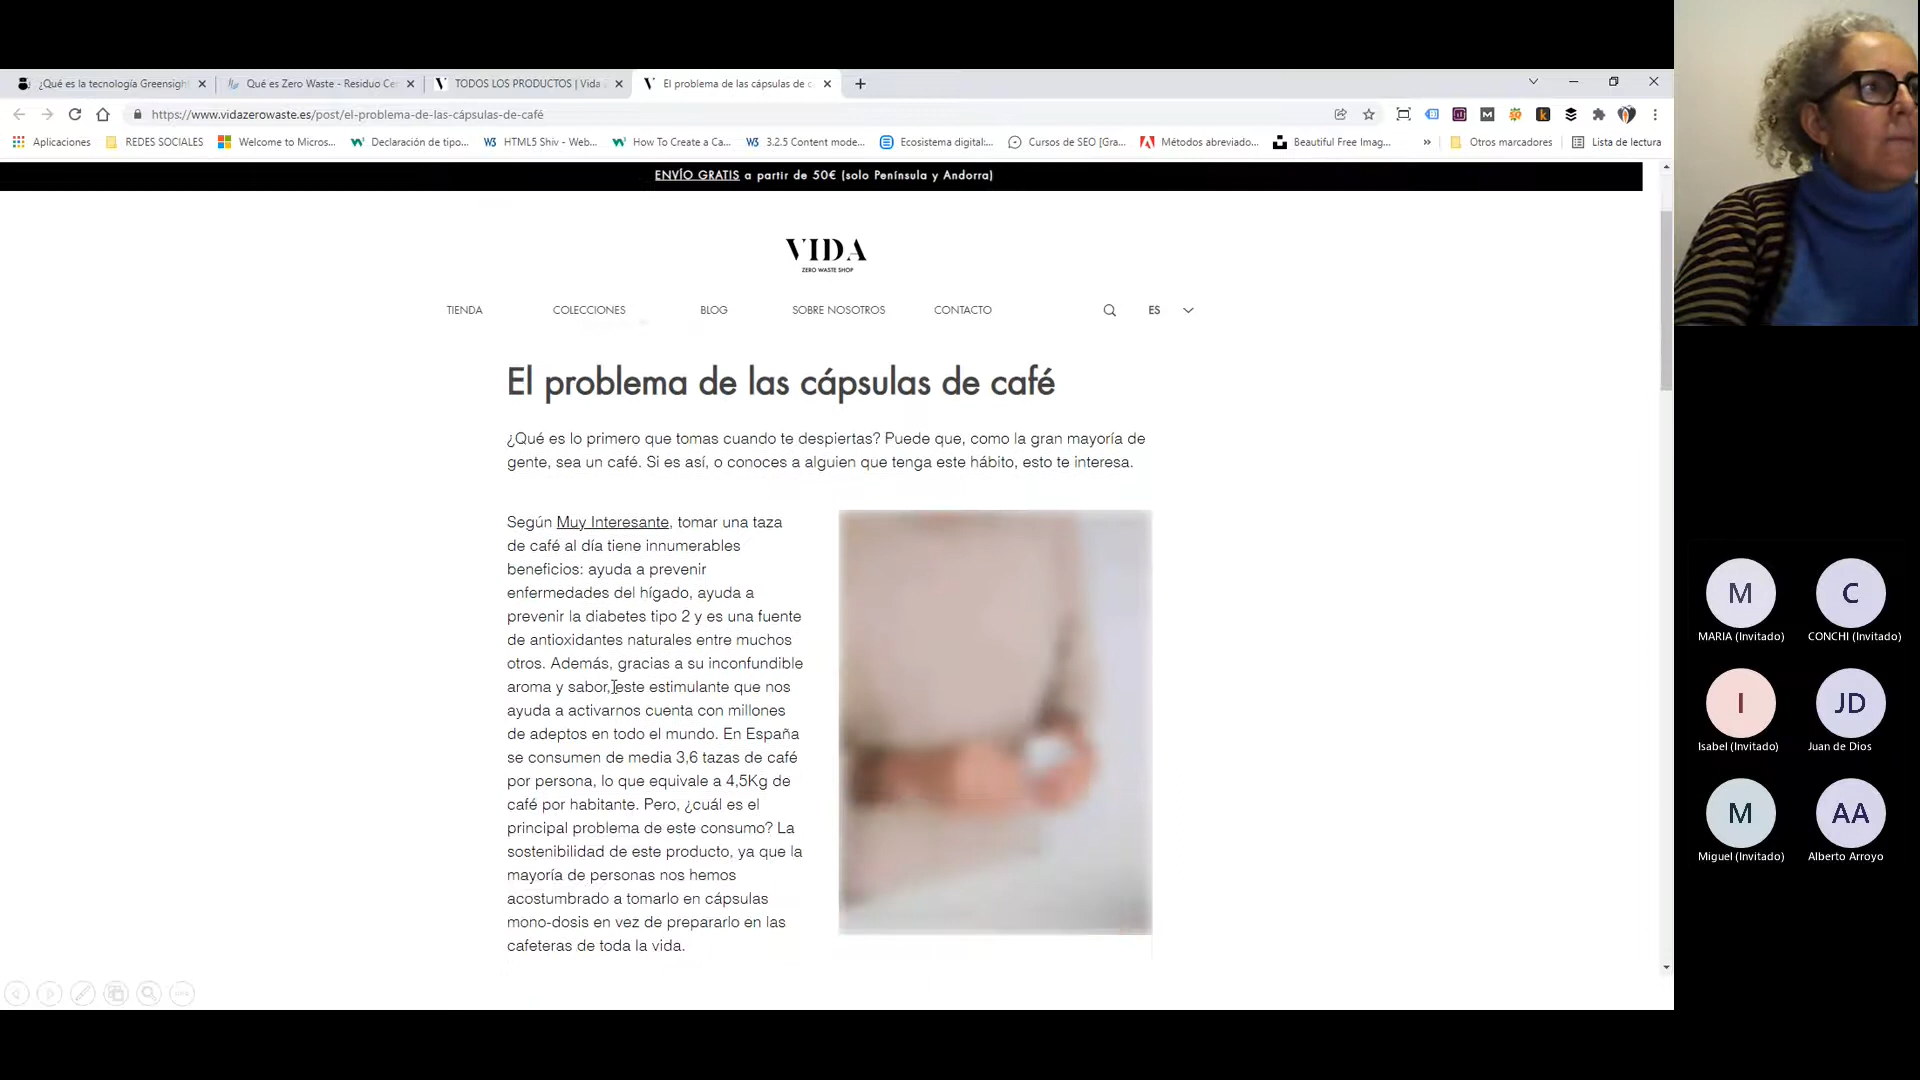 ¿Qué es la tecnología Greensigh
Qué es Zero Waste - Residuo Ce
TODOS LOS PRODUCTOS | Vida
El problema de las cápsulas de c
https://www.vidazerowaste.es/post/el-problema-de-las-cápsulas-de-café
Aplicaciones
REDES SOCIALES
Welcome to Micros...
Declaración de tipo...
HTML5 Shiv - Web...
How To Create a Ca...
3.2.5 Content mode...
Ecosistema digital:...
Cursos de SEO [Gra...
Métodos abreviado...
Beautiful Free Imag...
»
Otros marcadores
Lista de lectura
ENVÍO GRATIS a partir de 50€ (solo Península y Andorra)
VIDA
ZERO WASTE SHOP
TIENDA
COLECCIONES
BLOG
SOBRE NOSOTROS
CONTACTO
ES
El problema de las cápsulas de café
¿Qué es lo primero que tomas cuando te despiertas? Puede que, como la gran mayoría de
gente, sea un café. Si es así, o conoces a alguien que tenga este hábito, esto te interesa.
Según Muy Interesante, tomar una taza
de café al día tiene innumerables
beneficios: ayuda a prevenir
enfermedades del hígado, ayuda a
prevenir la diabetes tipo 2 y es una fuente
de antioxidantes naturales entre muchos
otros. Además, gracias a su inconfundible
aroma y sabor, este estimulante que nos
ayuda a activarnos cuenta con millones
de adeptos en todo el mundo. En España
se consumen de media 3,6 tazas de café
por persona, lo que equivale a 4,5Kg de
café por habitante. Pero, ¿cuál es el
principal problema de este consumo? La
sostenibilidad de este producto, ya que la
mayoría de personas nos hemos
acostumbrado a tomarlo en cápsulas
mono-dosis en vez de prepararlo en las
cafeteras de toda la vida.
M
MARIA (Invitado)
C
CONCHI (Invitado)
I
Isabel (Invitado)
JD
Juan de Dios
M
Miguel (Invitado)
AA
Alberto Arroyo